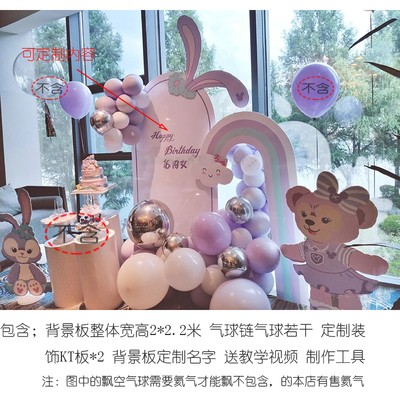 可定制内容
不含
不含
Happy
Birthday
不含
包含；背景板整体宽高2*2.2米 气球链气球若干 定制装
饰KT板*2 背景板定制名字 送教学视频 制作工具
注：图中的飘空气球需要氦气才能飘不包含，的本店有售氦气